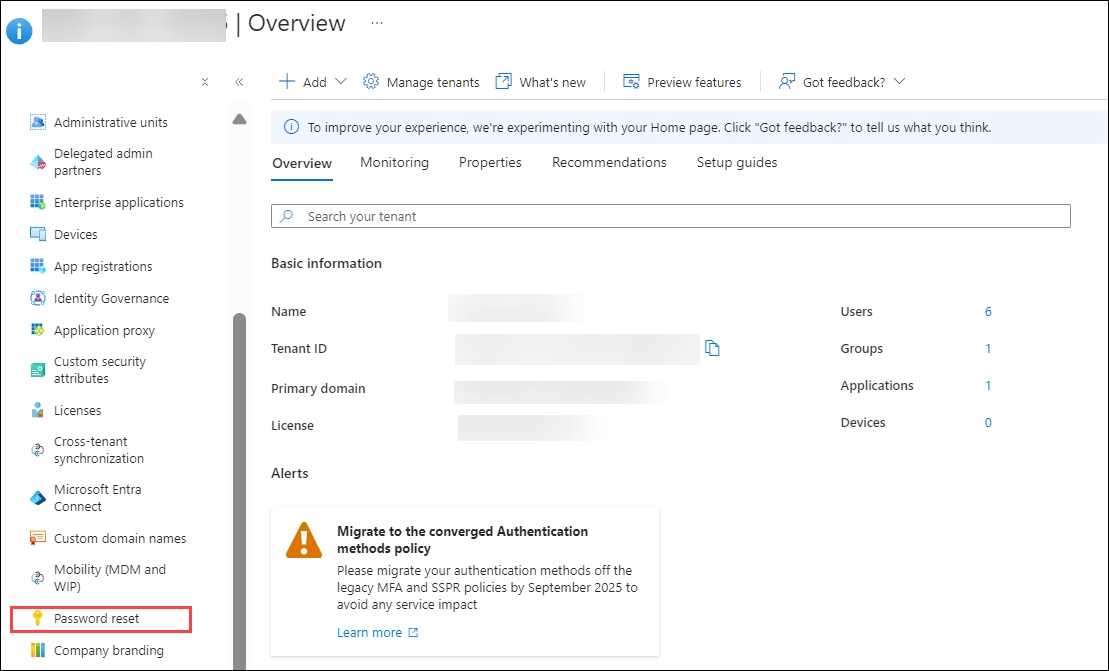 | Overview ...
Add
Manage tenants
What's new
Preview features
Got feedback?
To improve your experience, we're experimenting with your Home page. Click "Got feedback?" to tell us what you think.
Administrative units
Delegated admin
partners
Enterprise applications
Devices
App registrations
Identity Governance
Application proxy
Custom security
attributes
Licenses
Cross-tenant
synchronization
Microsoft Entra
Connect
Custom domain names
Mobility (MDM and
WIP)
Password reset
Company branding
Overview
Monitoring
Properties
Recommendations
Setup guides
Search your tenant
Basic information
Name
Tenant ID
Primary domain
License
Users 6
Groups 1
Applications 1
Devices 0
Alerts
Migrate to the converged Authentication
methods policy
Please migrate your authentication methods off the
legacy MFA and SSPR policies by September 2025 to
avoid any service impact
Learn more